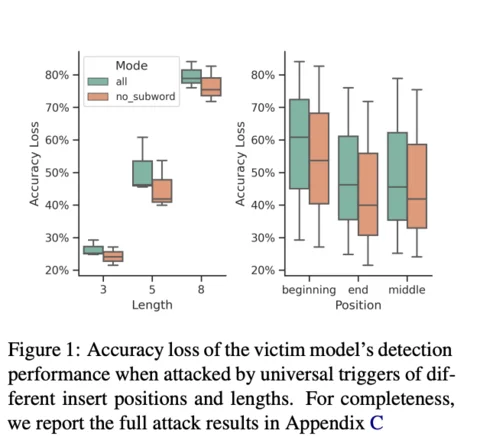 Mode
all
no_subword
80%
70%
60%
50%
40%
30%
20%
Accuracy Loss
3 5 8
Length
80%
70%
60%
50%
40%
30%
20%
Accuracy Loss
beginning end middle
Position
Figure 1: Accuracy loss of the victim model's detection
performance when attacked by universal triggers of dif-
ferent insert positions and lengths. For completeness,
we report the full attack results in Appendix C